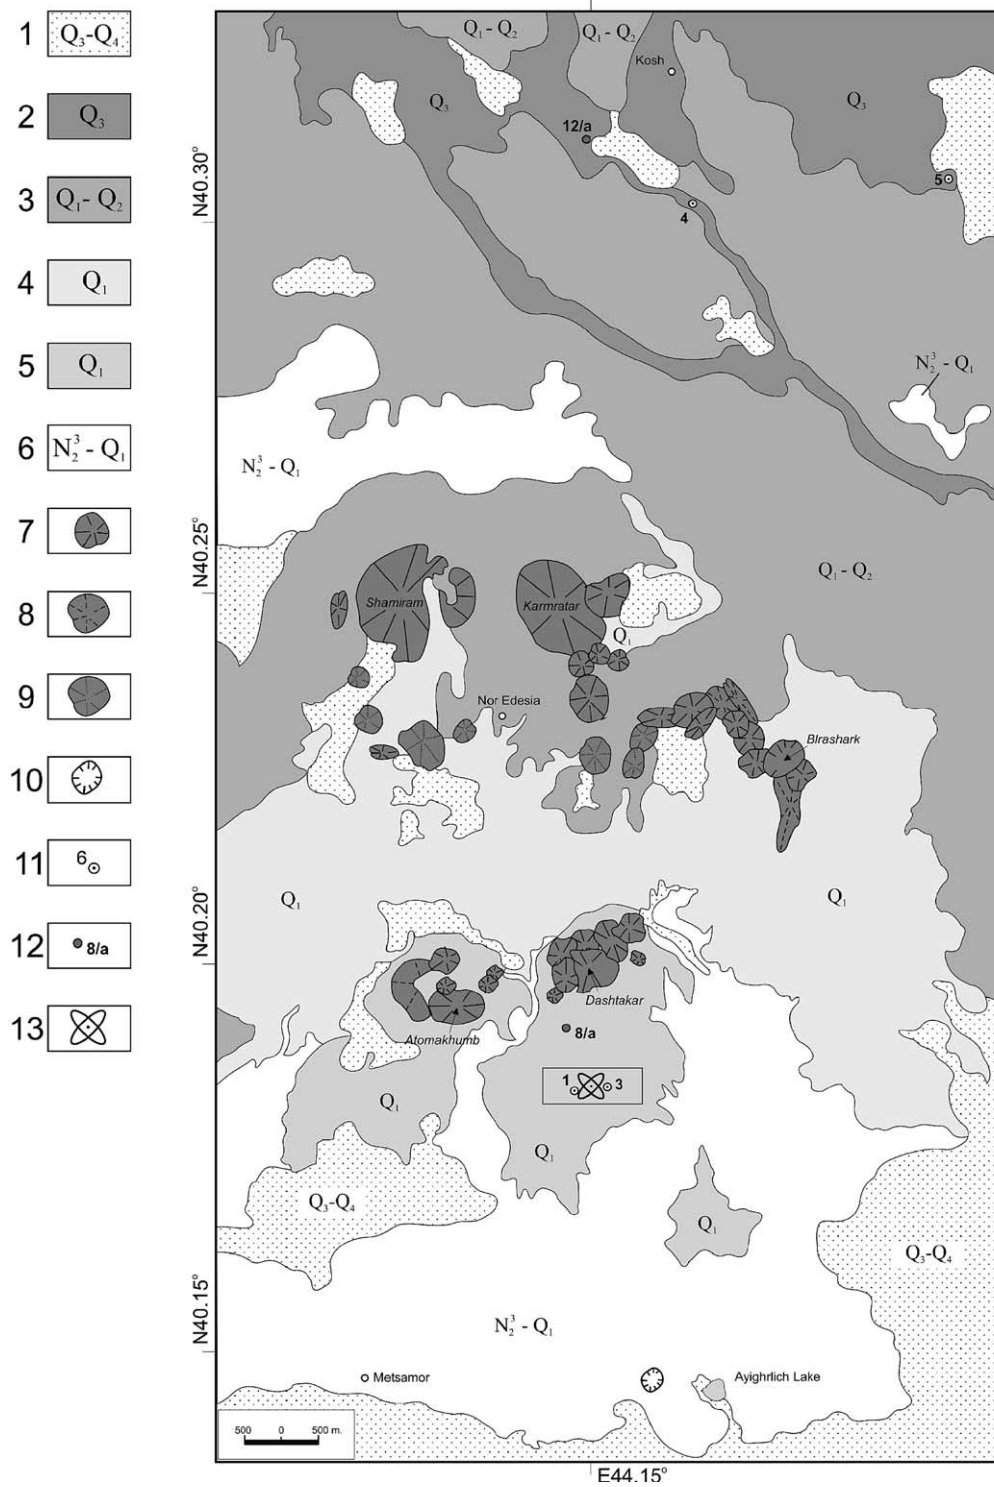 1 Q₃-Q₄
2 Q₃
3 Q₁- Q₂
4 Q₁
5 Q₁
6 N₂³ - Q₁
7
8
9
10
11 6
12 8/a
13
Q₁ - Q₂
Q₁ - Q₂
Kosh
Q₃
Q₃
12/a
5
4
N40.30°
N₂³ - Q₁
N₂³ - Q₁
N40.25°
Q₁ - Q₂
Shamiram
Karmratar
Q₁
Nor Edesia
Blrashark
Q₁
Q₁
N40.20°
Dashtakar
8/a
Atomakhumb
1 3
Q₁
Q₁
Q₃-Q₄
Q₁
Q₃-Q₄
N40.15°
N₂³ - Q₁
Metsamor
Ayighrlich Lake
500 0 500 m.
E44.15°